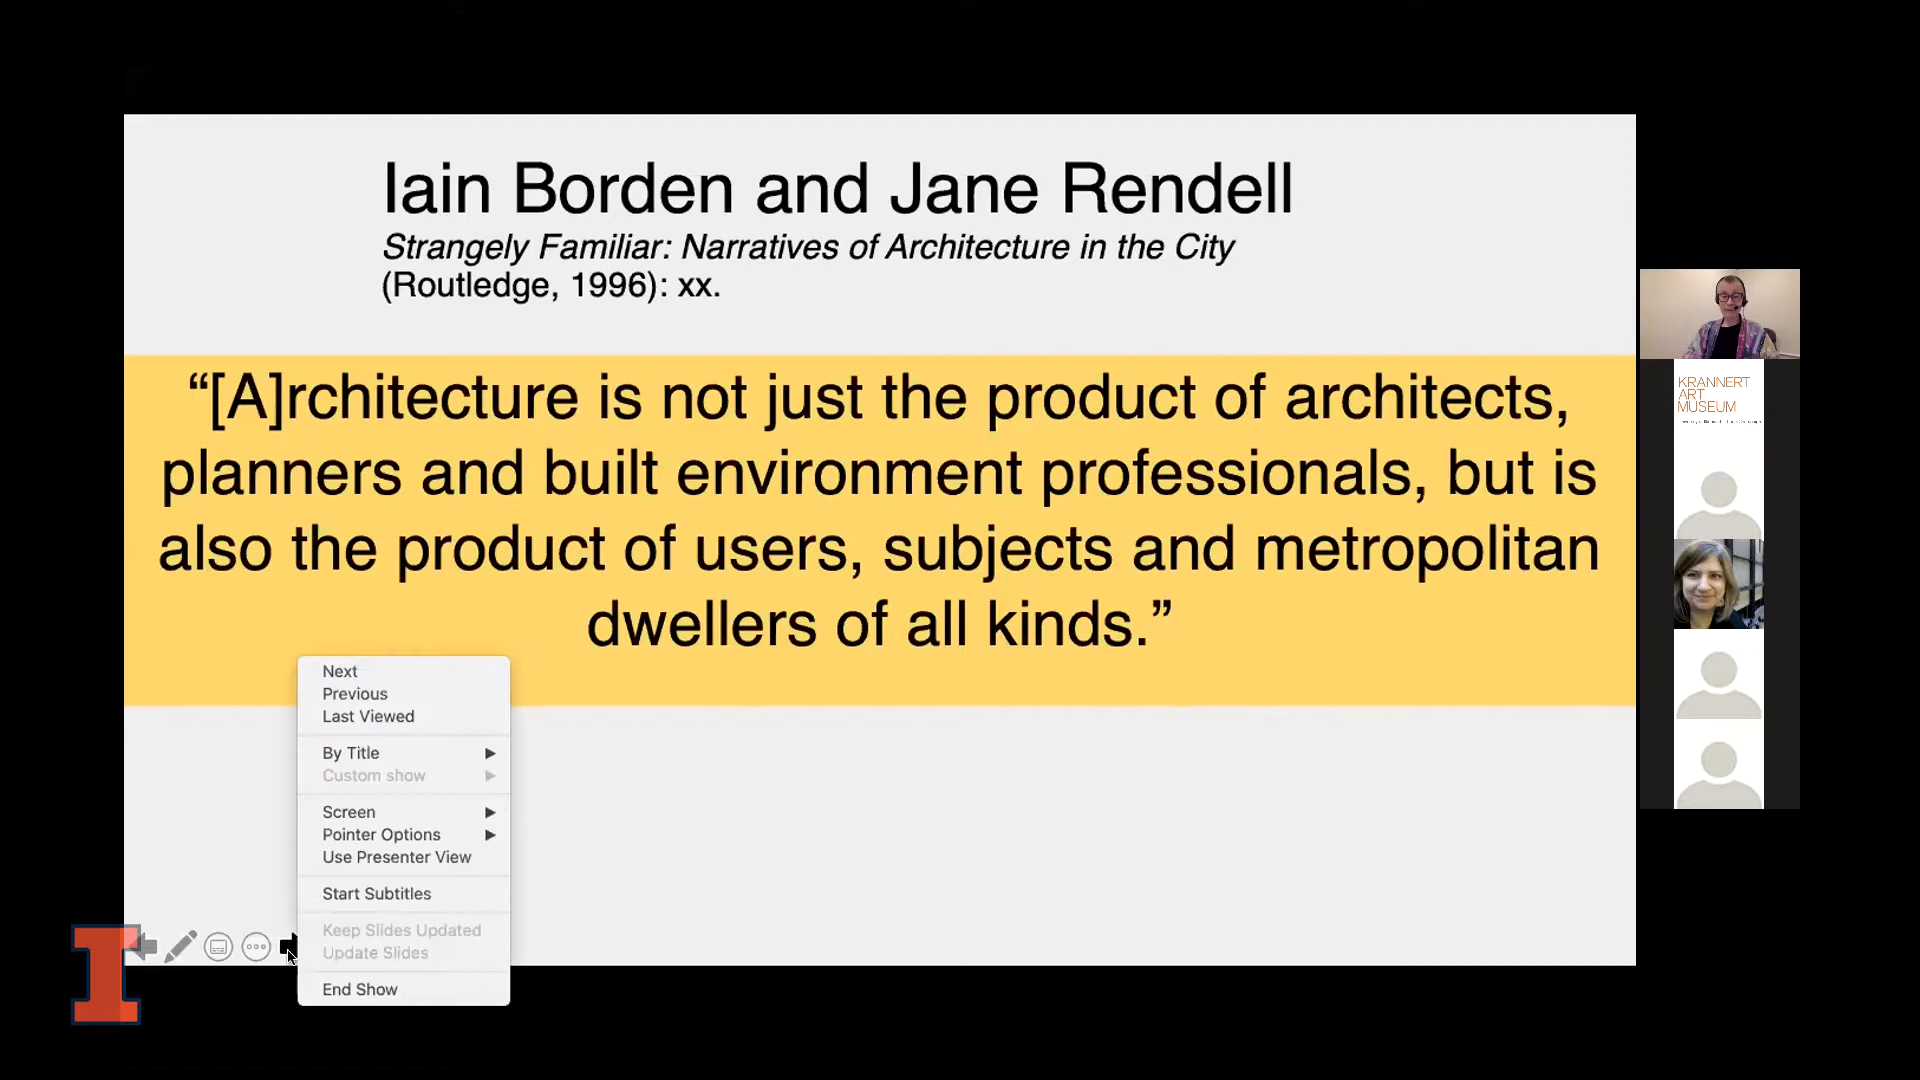 Iain Borden and Jane Rendell
Strangely Familiar: Narratives of Architecture in the City
(Routledge, 1996): xx.
“[A]rchitecture is not just the product of architects,
planners and built environment professionals, but is
also the product of users, subjects and metropolitan
dwellers of all kinds.”
Next
Previous
Last Viewed
By Title
Custom show
Screen
Pointer Options
Use Presenter View
Start Subtitles
Keep Slides Updated
Update Slides
End Show
I
KRANNERT
ART
MUSEUM